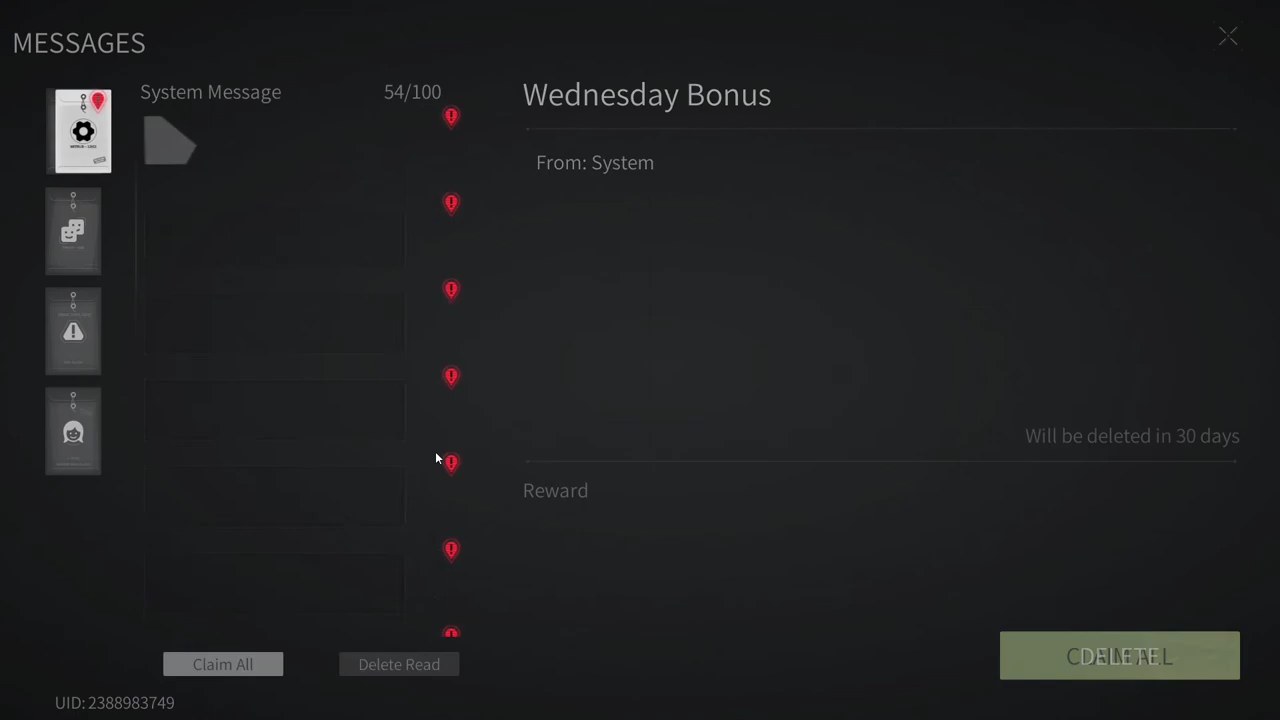 MESSAGES
System Message 54/100
Wednesday Bonus
From: System
Will be deleted in 30 days
Reward
Claim All
Delete Read
DELETE
UID: 2388983749